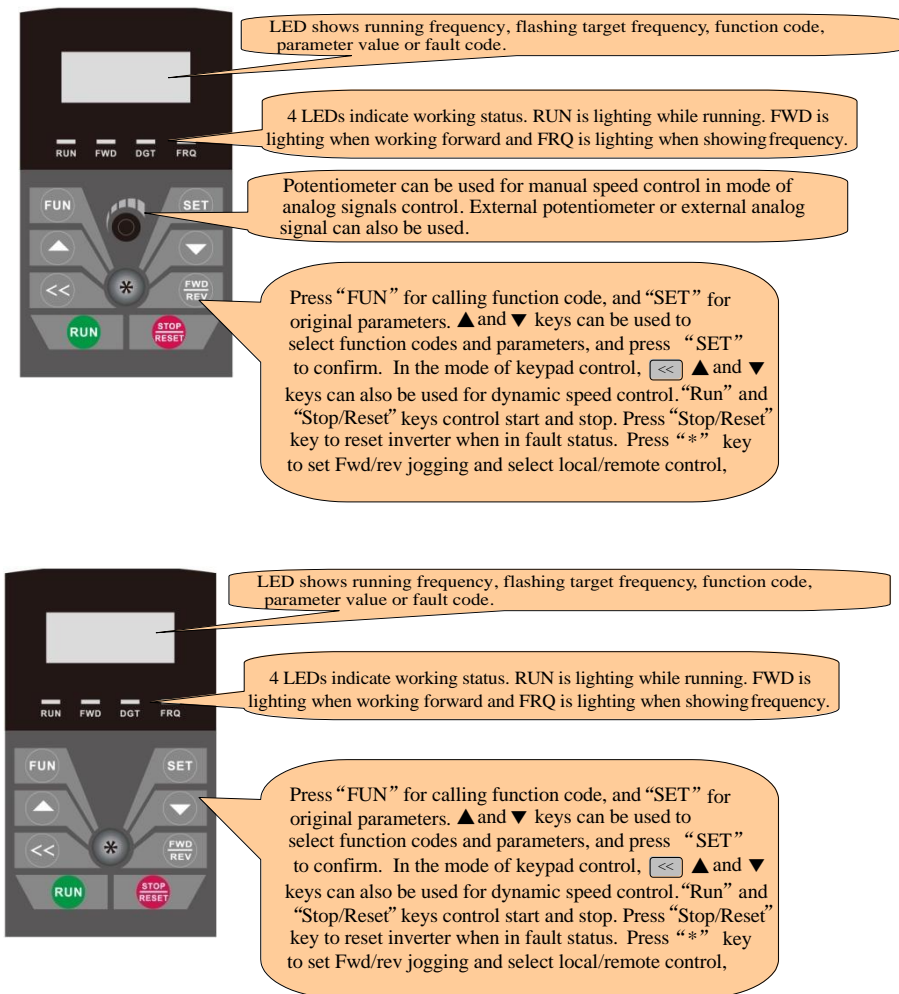 LED shows running frequency, flashing target frequency, function code,
parameter value or fault code.
4 LEDs indicate working status. RUN is lighting while running. FWD is
lighting when working forward and FRQ is lighting when showing frequency.
RUN FWD DGT FRQ
Potentiometer can be used for manual speed control in mode of
analog signals control. External potentiometer or external analog
signal can also be used.
FUN SET
▲ ▼
<< * FWD
REV
RUN STOP
RESET
Press “FUN” for calling function code, and “SET” for
original parameters. ▲ and ▼ keys can be used to
select function codes and parameters, and press “SET”
to confirm. In the mode of keypad control, << ▲ and ▼
keys can also be used for dynamic speed control. “Run” and
“Stop/Reset” keys control start and stop. Press “Stop/Reset”
key to reset inverter when in fault status. Press “*” key
to set Fwd/rev jogging and select local/remote control,
LED shows running frequency, flashing target frequency, function code,
parameter value or fault code.
4 LEDs indicate working status. RUN is lighting while running. FWD is
lighting when working forward and FRQ is lighting when showing frequency.
RUN FWD DGT FRQ
FUN SET
▲ ▼
<< * FWD
REV
RUN STOP
RESET
Press “FUN” for calling function code, and “SET” for
original parameters. ▲ and ▼ keys can be used to
select function codes and parameters, and press “SET”
to confirm. In the mode of keypad control, << ▲ and ▼
keys can also be used for dynamic speed control. “Run” and
“Stop/Reset” keys control start and stop. Press “Stop/Reset”
key to reset inverter when in fault status. Press “*” key
to set Fwd/rev jogging and select local/remote control,